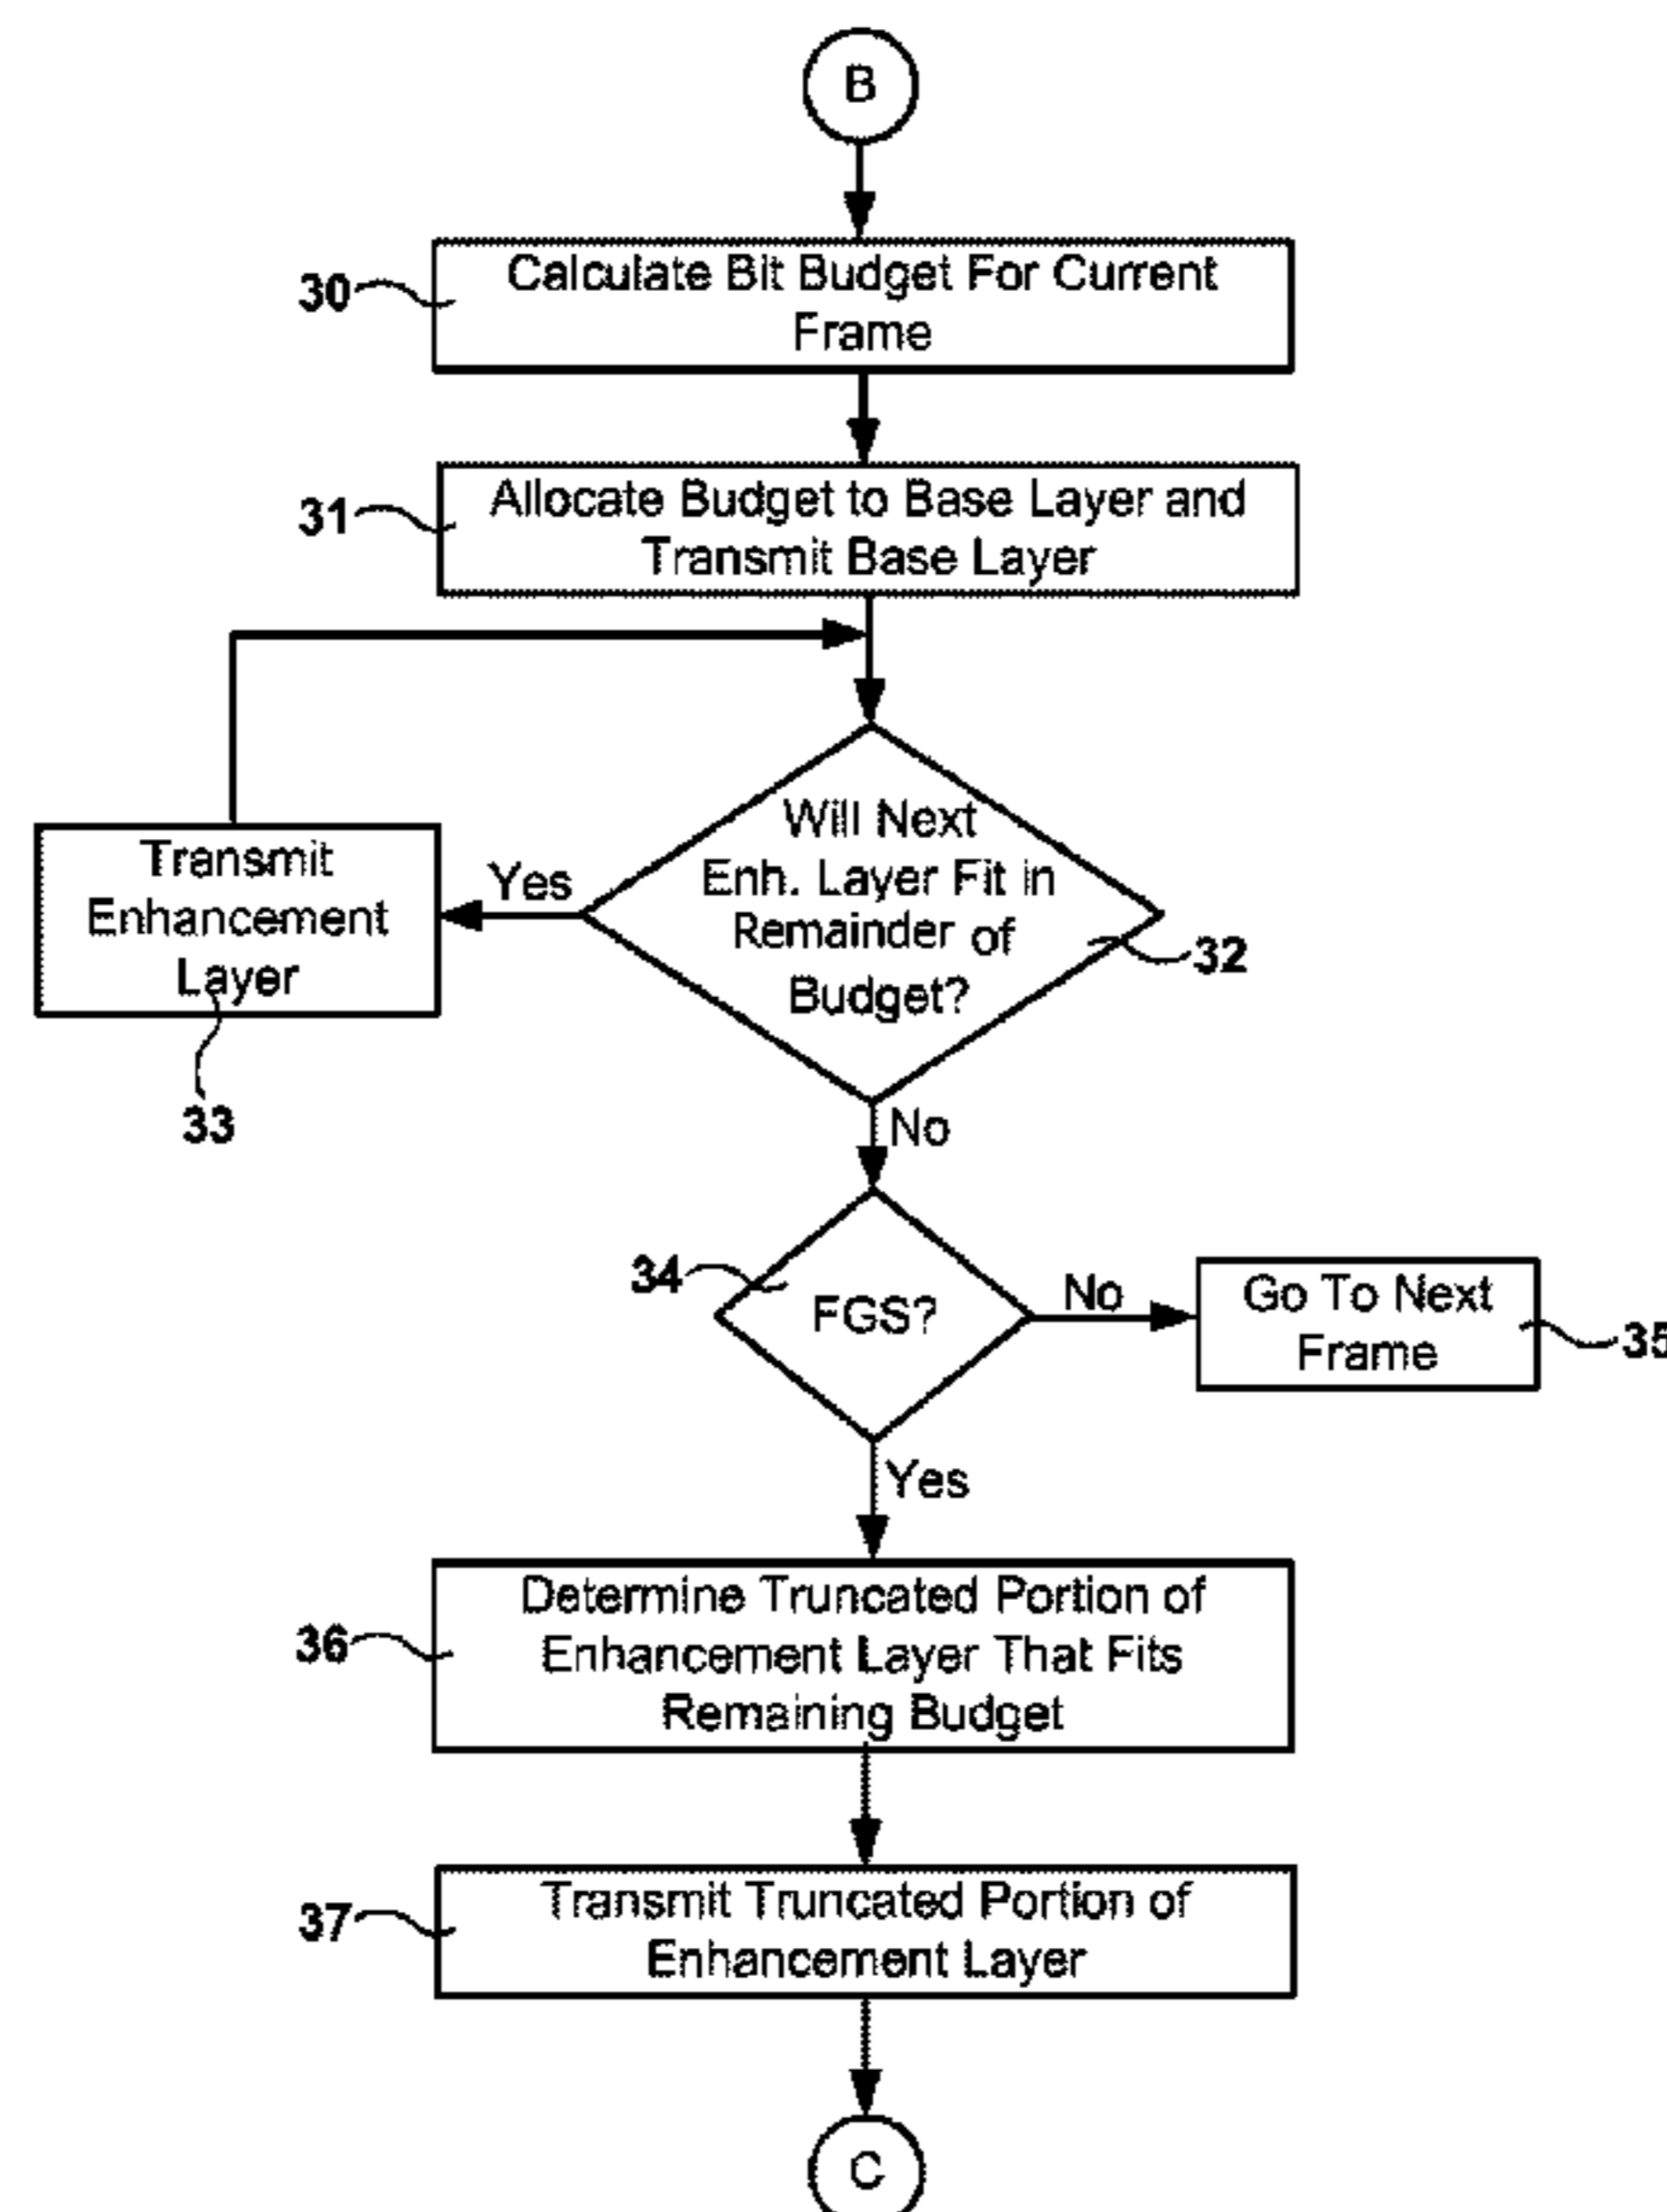 B
30
Calculate Bit Budget For Current
Frame
31
Allocate Budget to Base Layer and
Transmit Base Layer
Will Next
Enh. Layer Fit in
Remainder of
Budget?
32
Yes
Transmit
Enhancement
Layer
33
No
34
FGS?
No
Go To Next
Frame
35
Yes
36
Determine Truncated Portion of
Enhancement Layer That Fits
Remaining Budget
37
Transmit Truncated Portion of
Enhancement Layer
C